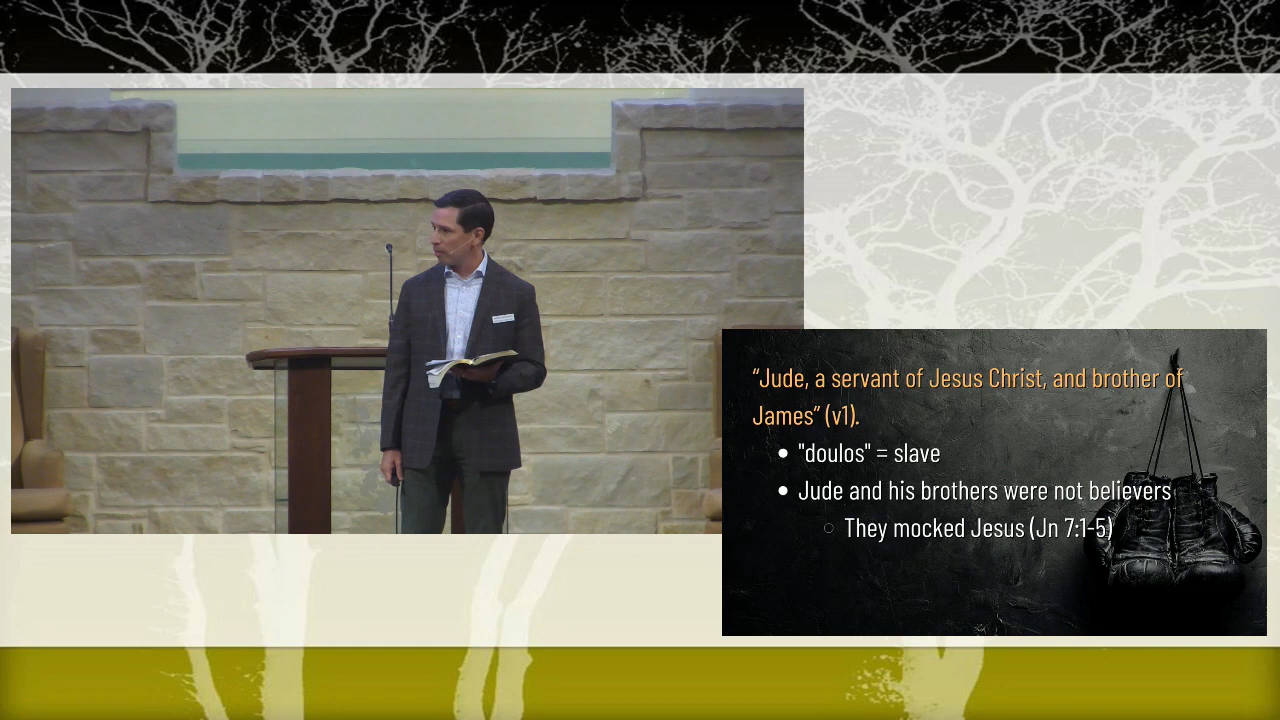 “Jude, a servant of Jesus Christ, and brother of
James” (v1).
"doulos" = slave
Jude and his brothers were not believers
They mocked Jesus (Jn 7:1-5)